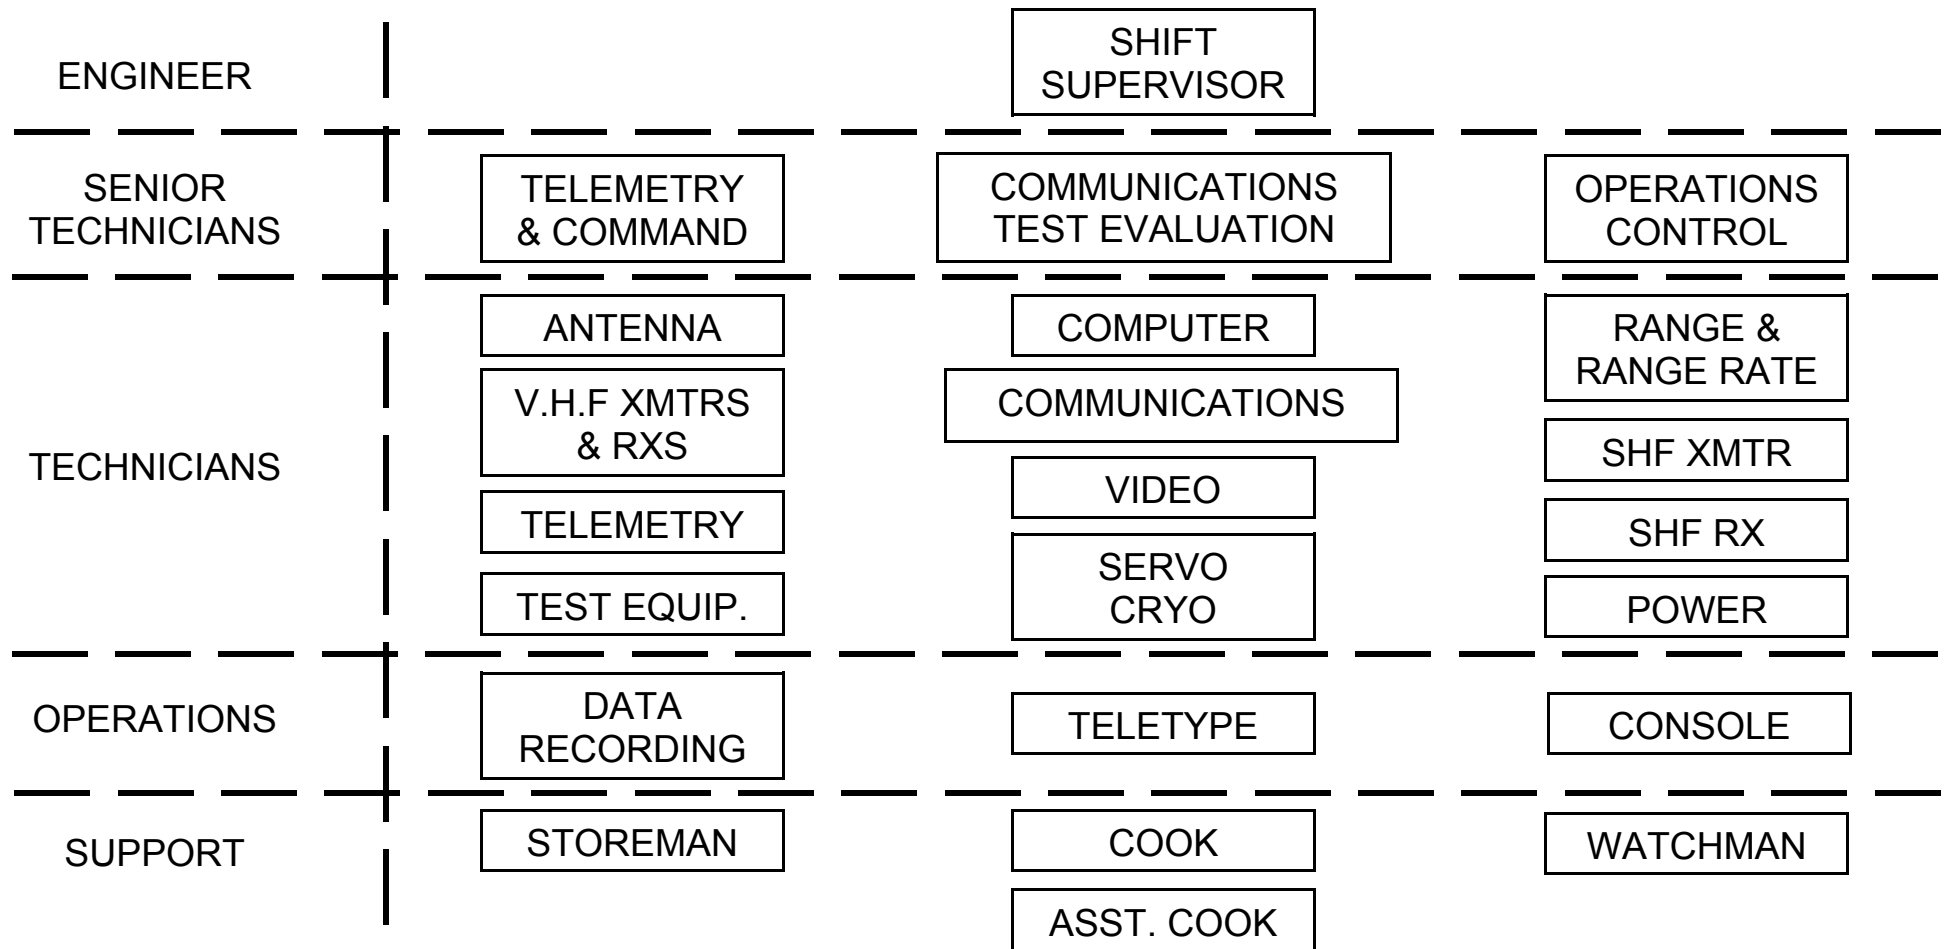 ENGINEER
SHIFT
SUPERVISOR
SENIOR
TECHNICIANS
TELEMETRY
& COMMAND
COMMUNICATIONS
TEST EVALUATION
OPERATIONS
CONTROL
TECHNICIANS
ANTENNA
V.H.F XMTRS
& RXS
TELEMETRY
TEST EQUIP.
COMPUTER
COMMUNICATIONS
VIDEO
SERVO
CRYO
RANGE &
RANGE RATE
SHF XMTR
SHF RX
POWER
OPERATIONS
DATA
RECORDING
TELETYPE
CONSOLE
SUPPORT
STOREMAN
COOK
ASST. COOK
WATCHMAN